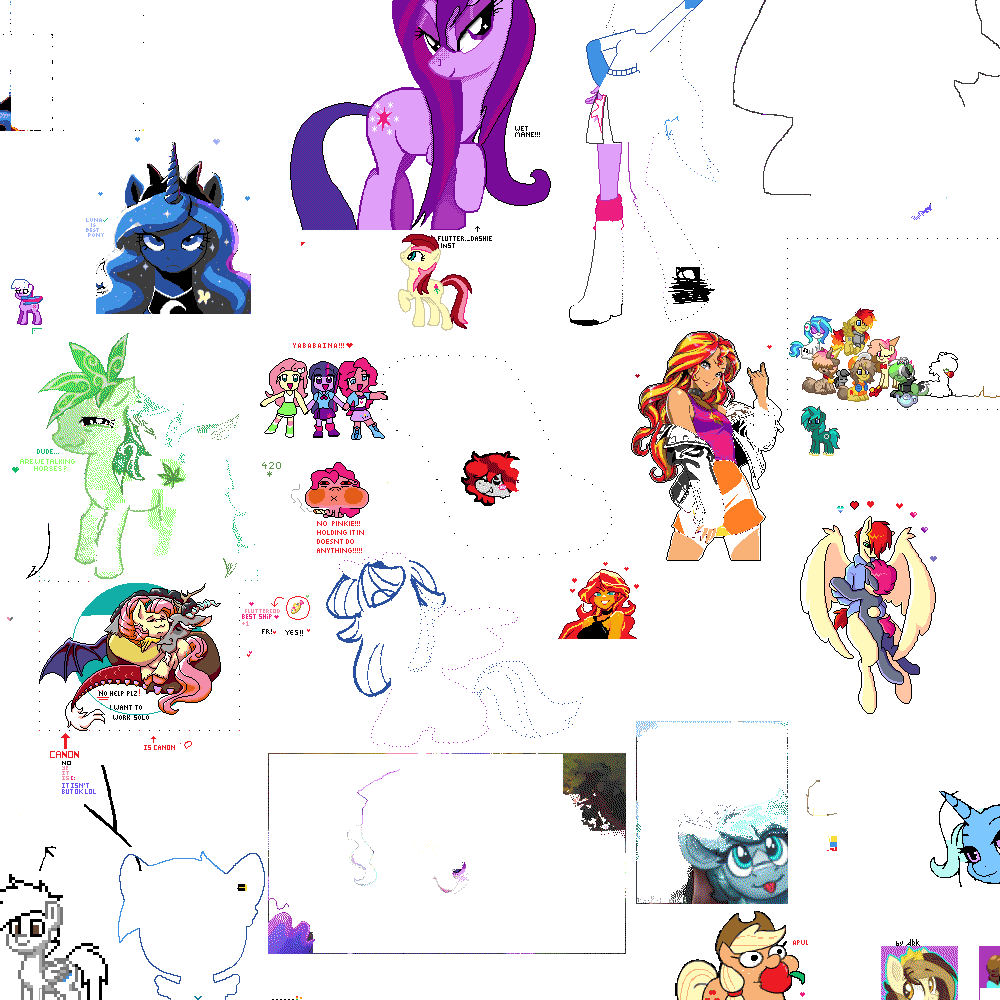 WET
MANE!!!
LUNA
IS
BEST
PONY
FLUTTER...DASHIE
INST
YABABAINA!!!
DUDE...
ARE WE TALKING
HORSES?
420
NO PINKIE!!!
HOLDING IT IN
DOESNT DO
ANYTHING!!!!!
FLUTTERCO
BEST SHIP
+1
FR!
YES!!
NO HELP PLZ!
I WANT TO
WORK SOLO
CANON
IS CANON
NO
IT
IS
IT ISN'T
BUT OK LOL
APUL
by dbk